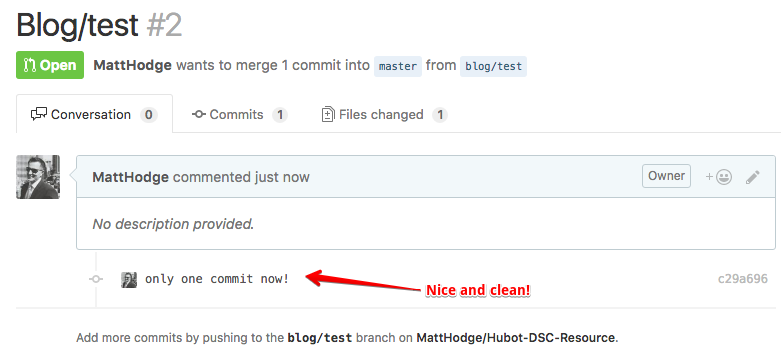 Blog/test #2
Open MattHodge wants to merge 1 commit into master from blog/test
Conversation 0 Commits 1 Files changed 1
MattHodge commented just now Owner +
No description provided.
only one commit now! Nice and clean! c29a696
Add more commits by pushing to the blog/test branch on MattHodge/Hubot-DSC-Resource.